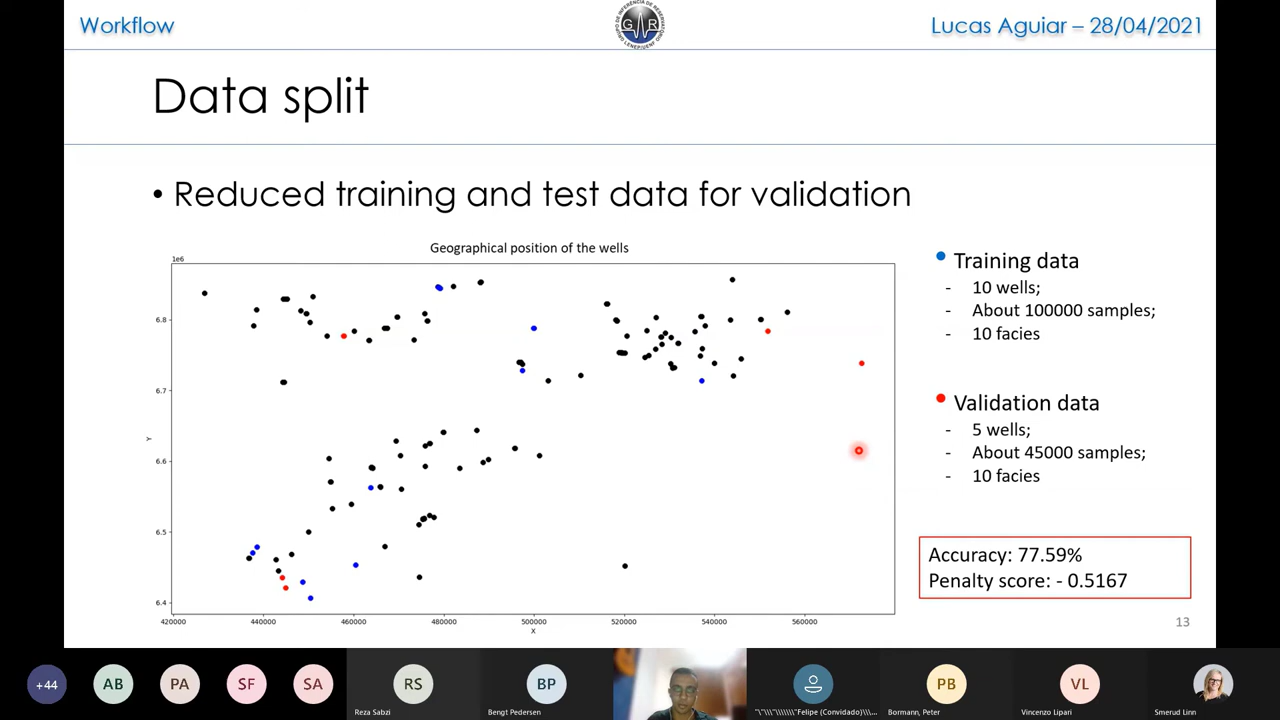 Workflow
GIR
Lucas Aguiar – 28/04/2021
Data split
• Reduced training and test data for validation
Geographical position of the wells
1e6
6.8
6.7
6.6
6.5
6.4
Y
420000 440000 460000 480000 500000 520000 540000 560000
X
Training data
- 10 wells;
- About 100000 samples;
- 10 facies
Validation data
- 5 wells;
- About 45000 samples;
- 10 facies
Accuracy: 77.59%
Penalty score: - 0.5167
13
+44
AB
PA
SF
SA
RS
Reza Sabzi
BP
Bengt Pedersen
"\"\\\"\\\\\\\"Felipe (Convidado)\\\...
PB
Bormann, Peter
VL
Vincenzo Lipari
Smerud Linn